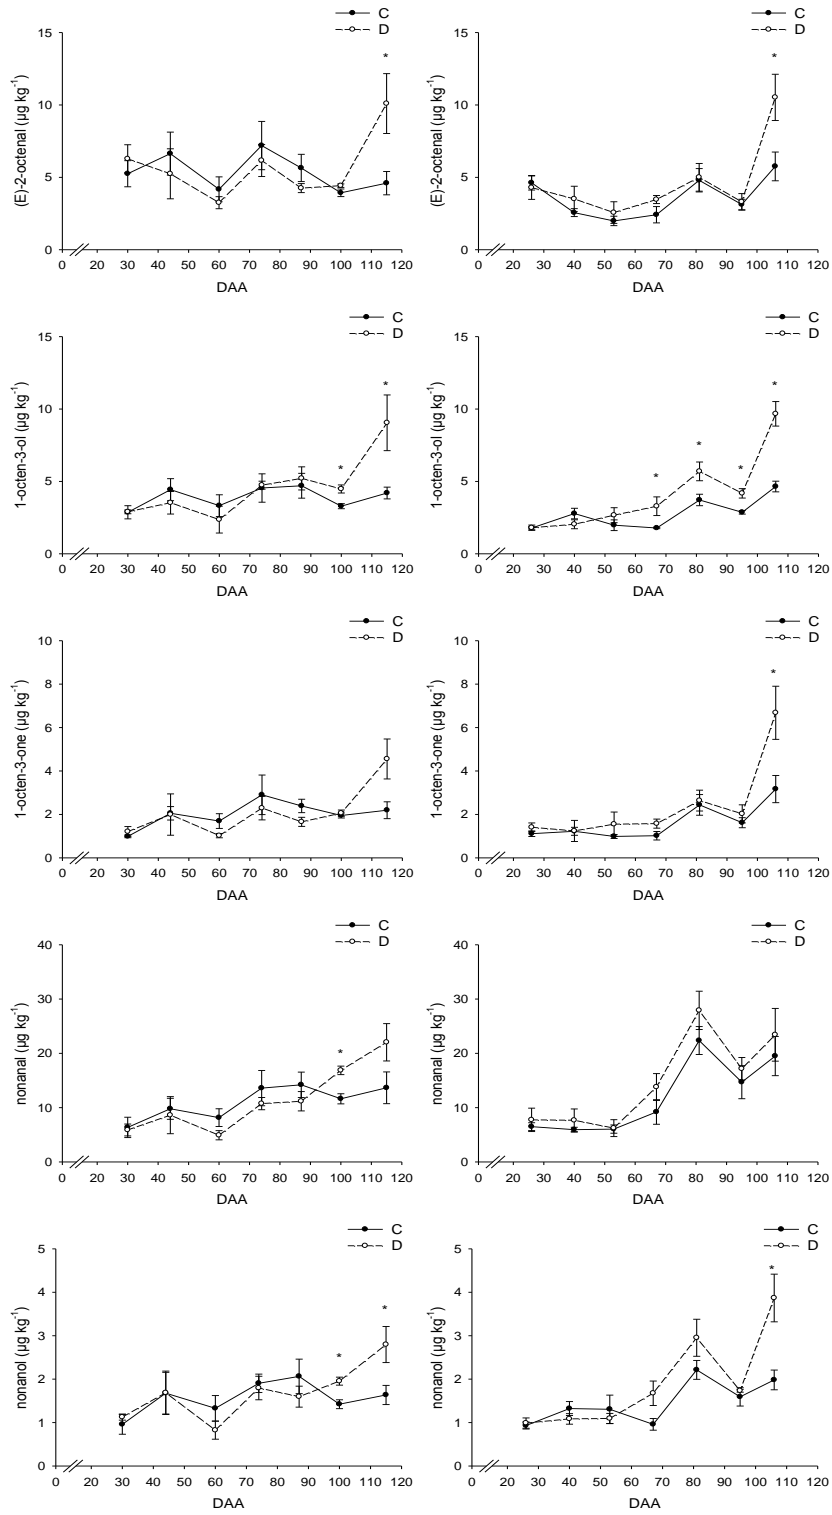 C
D
15
*
10
5
0
(E)-2-octenal (µg kg-1)
0 30 40 50 60 70 80 90 100 110 120
DAA
C
D
15
*
10
5
0
(E)-2-octenal (µg kg-1)
0 20 30 40 50 60 70 80 90 100 110 120
DAA
C
D
15
*
10
*
5
0
1-octen-3-ol (µg kg-1)
0 20 30 40 50 60 70 80 90 100 110 120
DAA
C
D
15
*
10
* * *
5
0
1-octen-3-ol (µg kg-1)
0 20 30 40 50 60 70 80 90 100 110 120
DAA
C
D
10
8
6
4
2
0
1-octen-3-one (µg kg-1)
0 20 30 40 50 60 70 80 90 100 110 120
DAA
C
D
10
*
8
6
4
2
0
1-octen-3-one (µg kg-1)
0 20 30 40 50 60 70 80 90 100 110 120
DAA
C
D
40
30
*
20
10
0
nonanal (µg kg-1)
0 20 30 40 50 60 70 80 90 100 110 120
DAA
C
D
40
30
20
10
0
nonanal (µg kg-1)
0 20 30 40 50 60 70 80 90 100 110 120
DAA
C
D
5
4
*
3
*
2
1
0
nonanol (µg kg-1)
0 20 30 40 50 60 70 80 90 100 110 120
DAA
C
D
5
*
4
3
2
1
0
nonanol (µg kg-1)
0 20 30 40 50 60 70 80 90 100 110 120
DAA